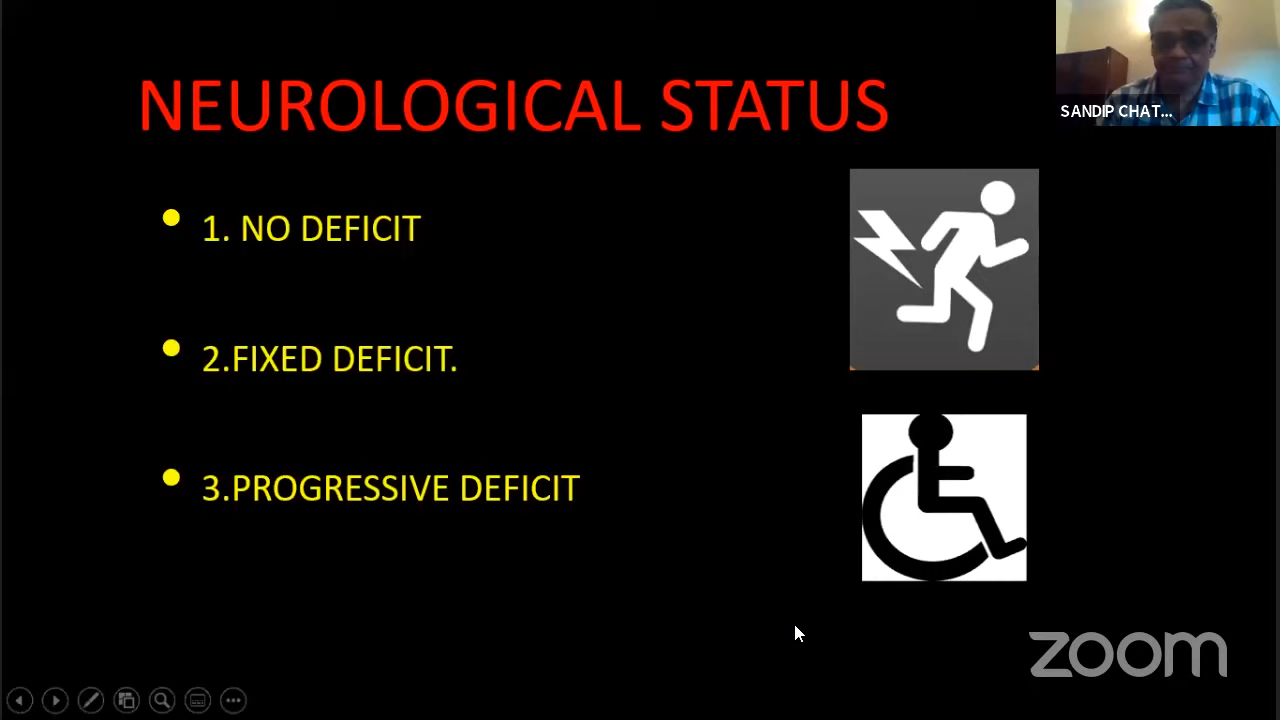 NEUROLOGICAL STATUS
SANDIP CHAT...
• 1. NO DEFICIT
• 2.FIXED DEFICIT.
• 3.PROGRESSIVE DEFICIT
zoom